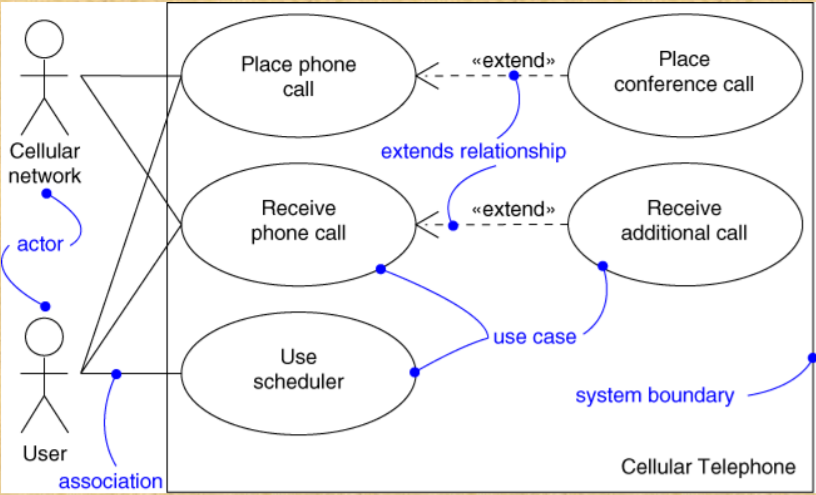 Cellular
network
actor
User
association
Place phone
call
«extend»
Place
conference call
extends relationship
Receive
phone call
«extend»
Receive
additional call
Use
scheduler
use case
system boundary
Cellular Telephone